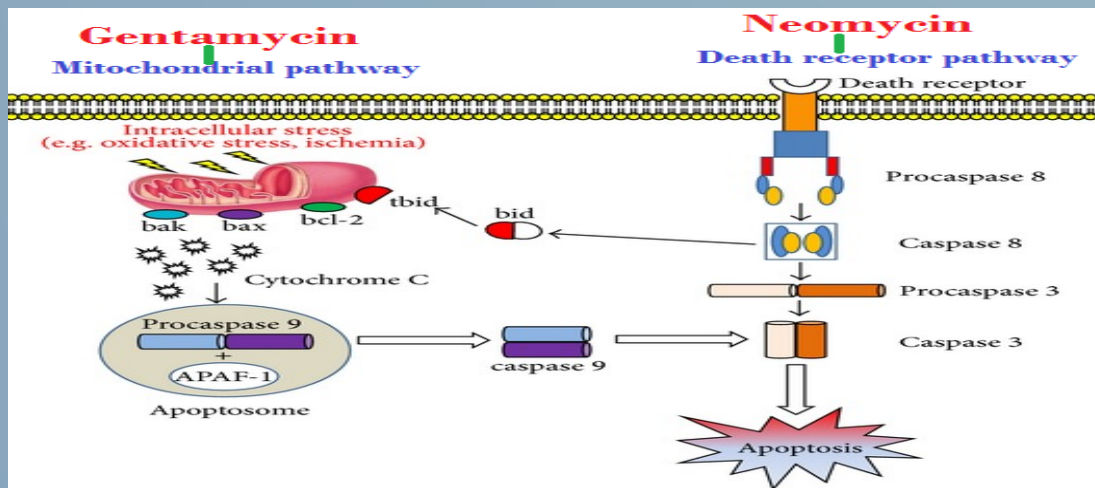 Gentamycin
Mitochondrial pathway
Neomycin
Death receptor pathway
Death receptor
Intracellular stress
(e.g. oxidative stress, ischemia)
bak
bax
bcl-2
tbid
bid
Procaspase 8
Caspase 8
Cytochrome C
Procaspase 3
Procaspase 9
+
APAF-1
Apoptosome
caspase 9
Caspase 3
Apoptosis